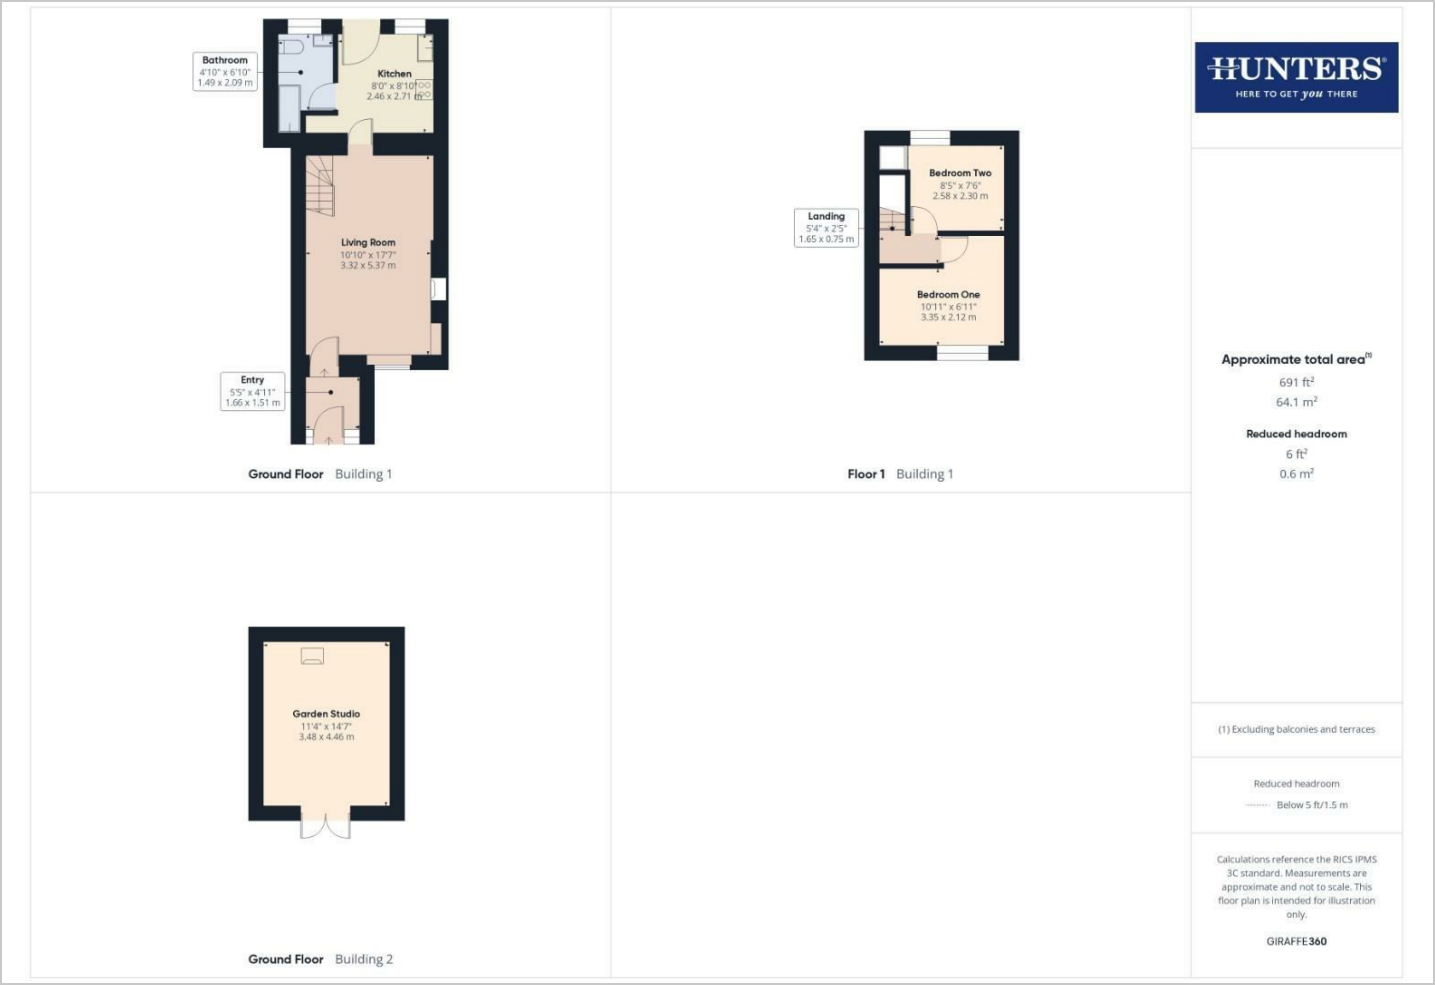 Bathroom
4'10" x 6'10"
1.49 x 2.09 m
Kitchen
8'0" x 8'10"
2.46 x 2.71 m
Living Room
10'10" x 17'7"
3.32 x 5.37 m
Entry
5'5" x 4'11"
1.66 x 1.51 m
Ground Floor Building 1
Bedroom Two
8'5" x 7'6"
2.58 x 2.30 m
Landing
5'4" x 2'5"
1.65 x 0.75 m
Bedroom One
10'11" x 6'11"
3.35 x 2.12 m
Floor 1 Building 1
Garden Studio
11'4" x 14'7"
3.48 x 4.46 m
Ground Floor Building 2
HUNTERS®
HERE TO GET you THERE
Approximate total area(1)
691 ft²
64.1 m²
Reduced headroom
6 ft²
0.6 m²
(1) Excluding balconies and terraces
Reduced headroom
Below 5 ft/1.5 m
Calculations reference the RICS IPMS
3C standard. Measurements are
approximate and not to scale. This
floor plan is intended for illustration
only.
GIRAFFE360